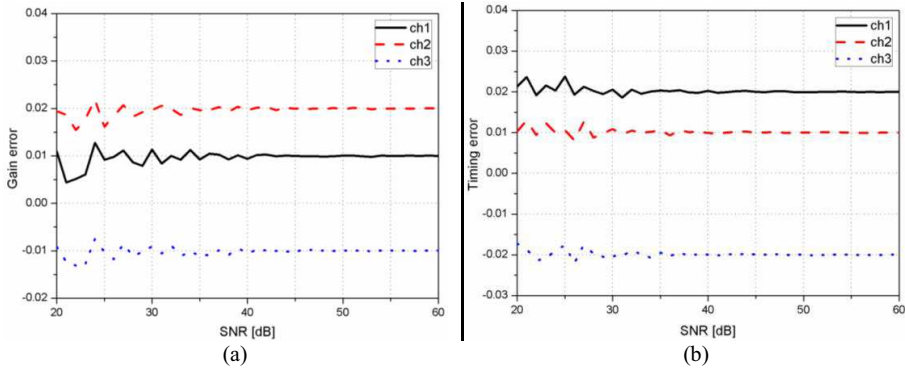 0.04
0.03
0.02
0.01
0.00
-0.01
-0.02
Gain error
ch1
ch2
ch3
20
30
40
50
60
SNR [dB]
(a)
0.04
0.03
0.02
0.01
0.00
-0.01
-0.02
-0.03
Timing error
ch1
ch2
ch3
20
30
40
50
60
SNR [dB]
(b)